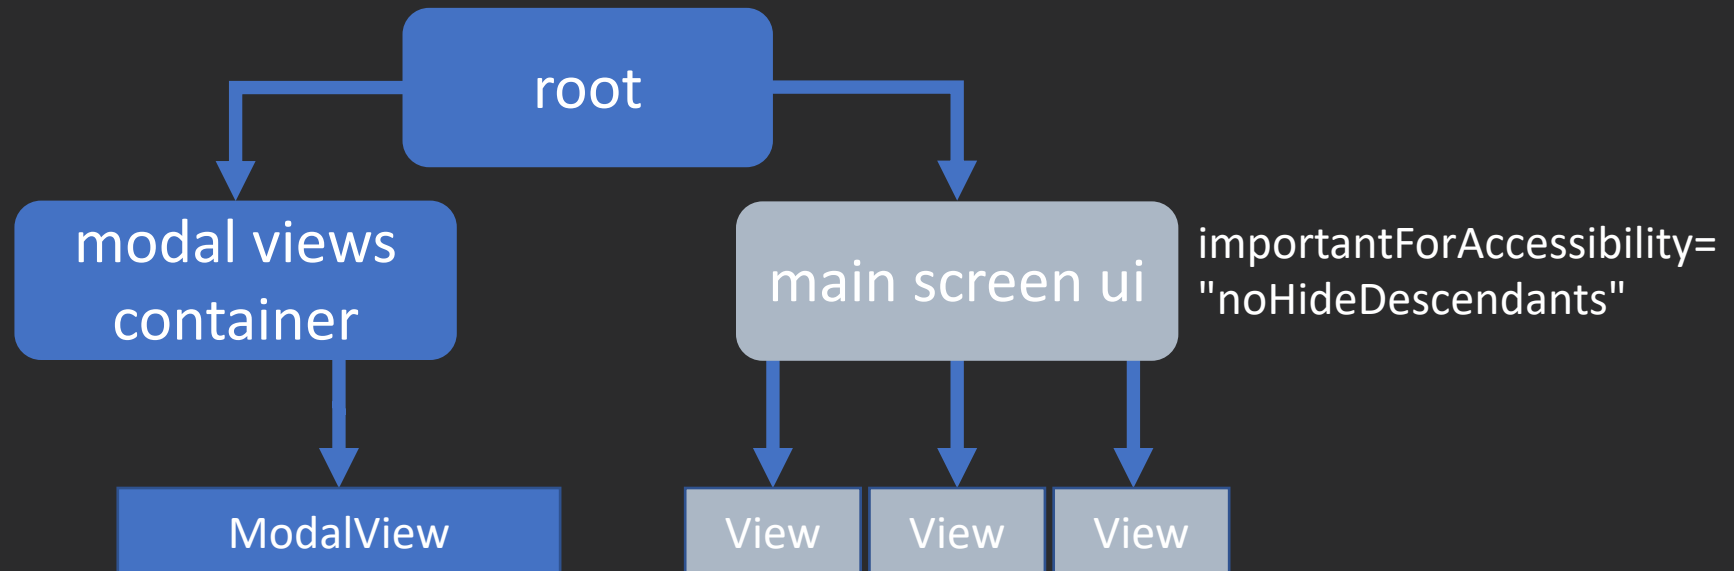 root
modal views
container
main screen ui
importantForAccessibility=
"noHideDescendants"
ModalView
View
View
View